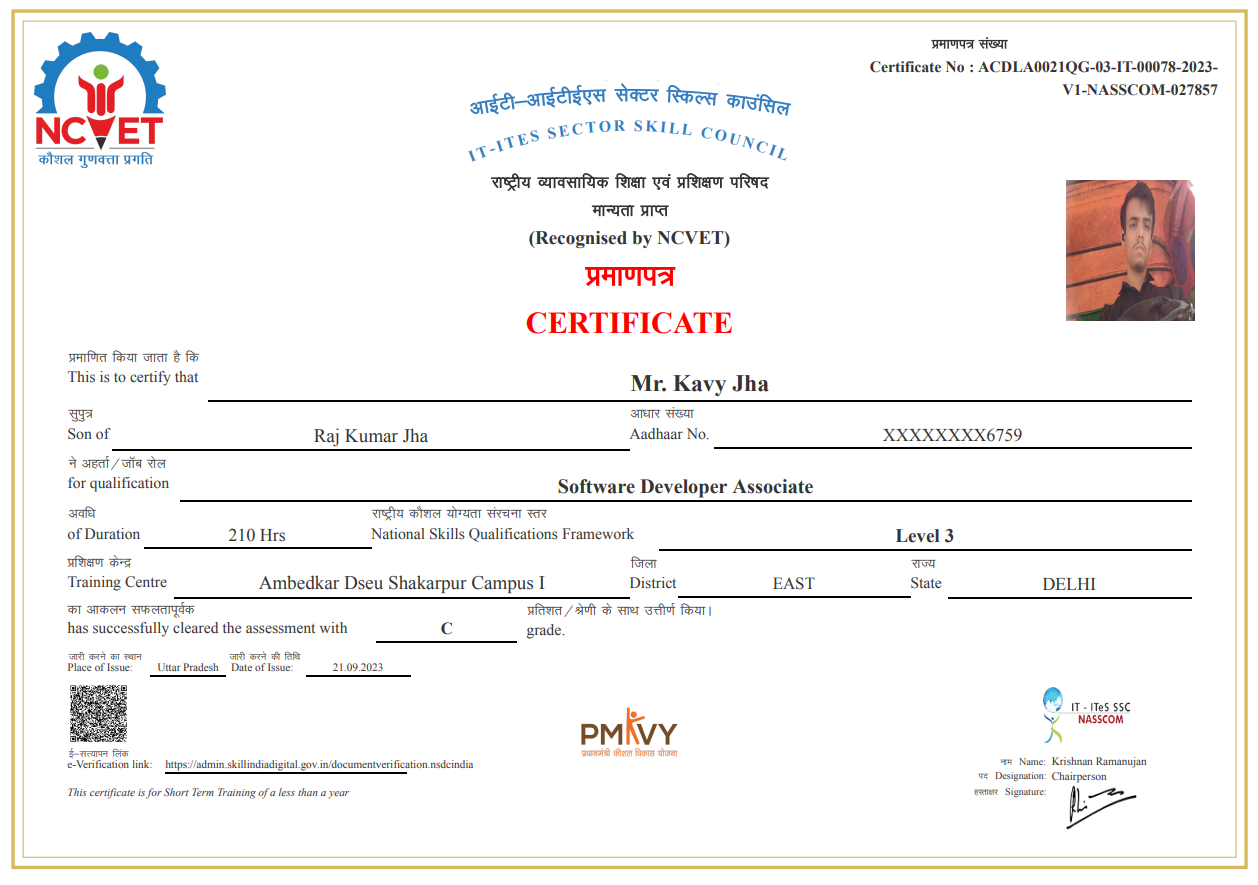 NCVET
कौशल गुणवत्ता प्रगति
प्रमाणपत्र संख्या
Certificate No : ACDLA0021QG-03-IT-00078-2023-
V1-NASSCOM-027857
आईटी–आईटीईएस सेक्टर स्किल्स काउंसिल
IT-ITES SECTOR SKILL COUNCIL
राष्ट्रीय व्यावसायिक शिक्षा एवं प्रशिक्षण परिषद
मान्यता प्राप्त
(Recognised by NCVET)
प्रमाणपत्र
CERTIFICATE
प्रमाणित किया जाता है कि
This is to certify that Mr. Kavy Jha
सुपुत्र आधार संख्या
Son of Raj Kumar Jha Aadhaar No. XXXXXXXX6759
ने अहर्ता/जॉब रोल
for qualification Software Developer Associate
अवधि राष्ट्रीय कौशल योग्यता संरचना स्तर
of Duration 210 Hrs National Skills Qualifications Framework Level 3
प्रशिक्षण केन्द्र जिला राज्य
Training Centre Ambedkar Dseu Shakarpur Campus I District EAST State DELHI
का आकलन सफलतापूर्वक प्रतिशत/श्रेणी के साथ उत्तीर्ण किया।
has successfully cleared the assessment with C grade.
जारी करने का स्थान जारी करने की तिथि
Place of Issue: Uttar Pradesh Date of Issue: 21.09.2023
ई–सत्यापन लिंक
e-Verification link: https://admin.skillindiadigital.gov.in/documentverification.nsdcindia
This certificate is for Short Term Training of a less than a year
PMKVY
प्रधानमंत्री कौशल विकास योजना
IT - ITeS SSC
NASSCOM
नाम Name: Krishnan Ramanujan
पद Designation: Chairperson
हस्ताक्षर Signature: